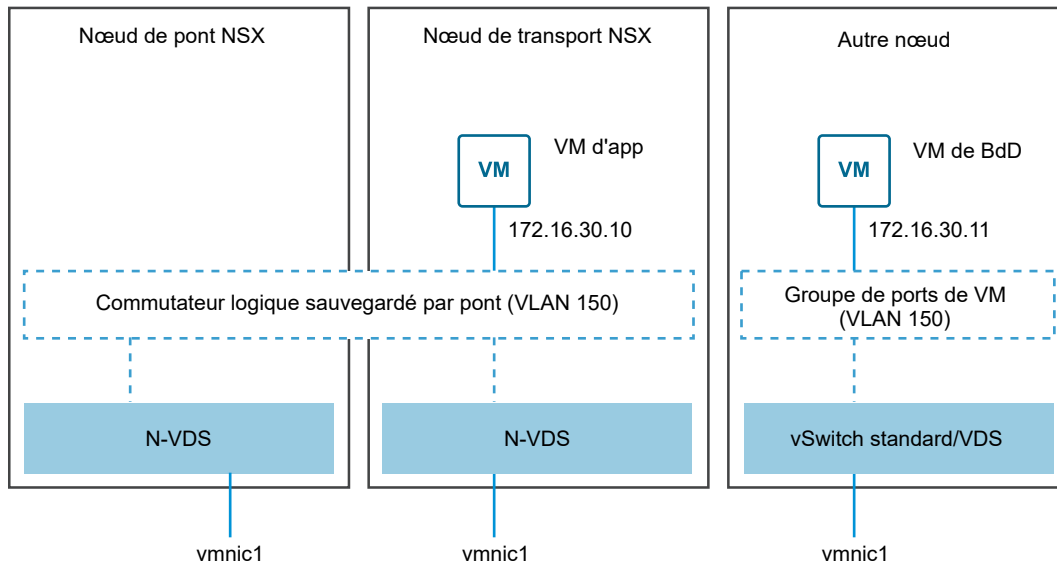 Nœud de pont NSX
Nœud de transport NSX
Autre nœud
VM
VM d'app
VM
VM de BdD
172.16.30.10
172.16.30.11
Commutateur logique sauvegardé par pont (VLAN 150)
Groupe de ports de VM
(VLAN 150)
N-VDS
N-VDS
vSwitch standard/VDS
vmnic1
vmnic1
vmnic1